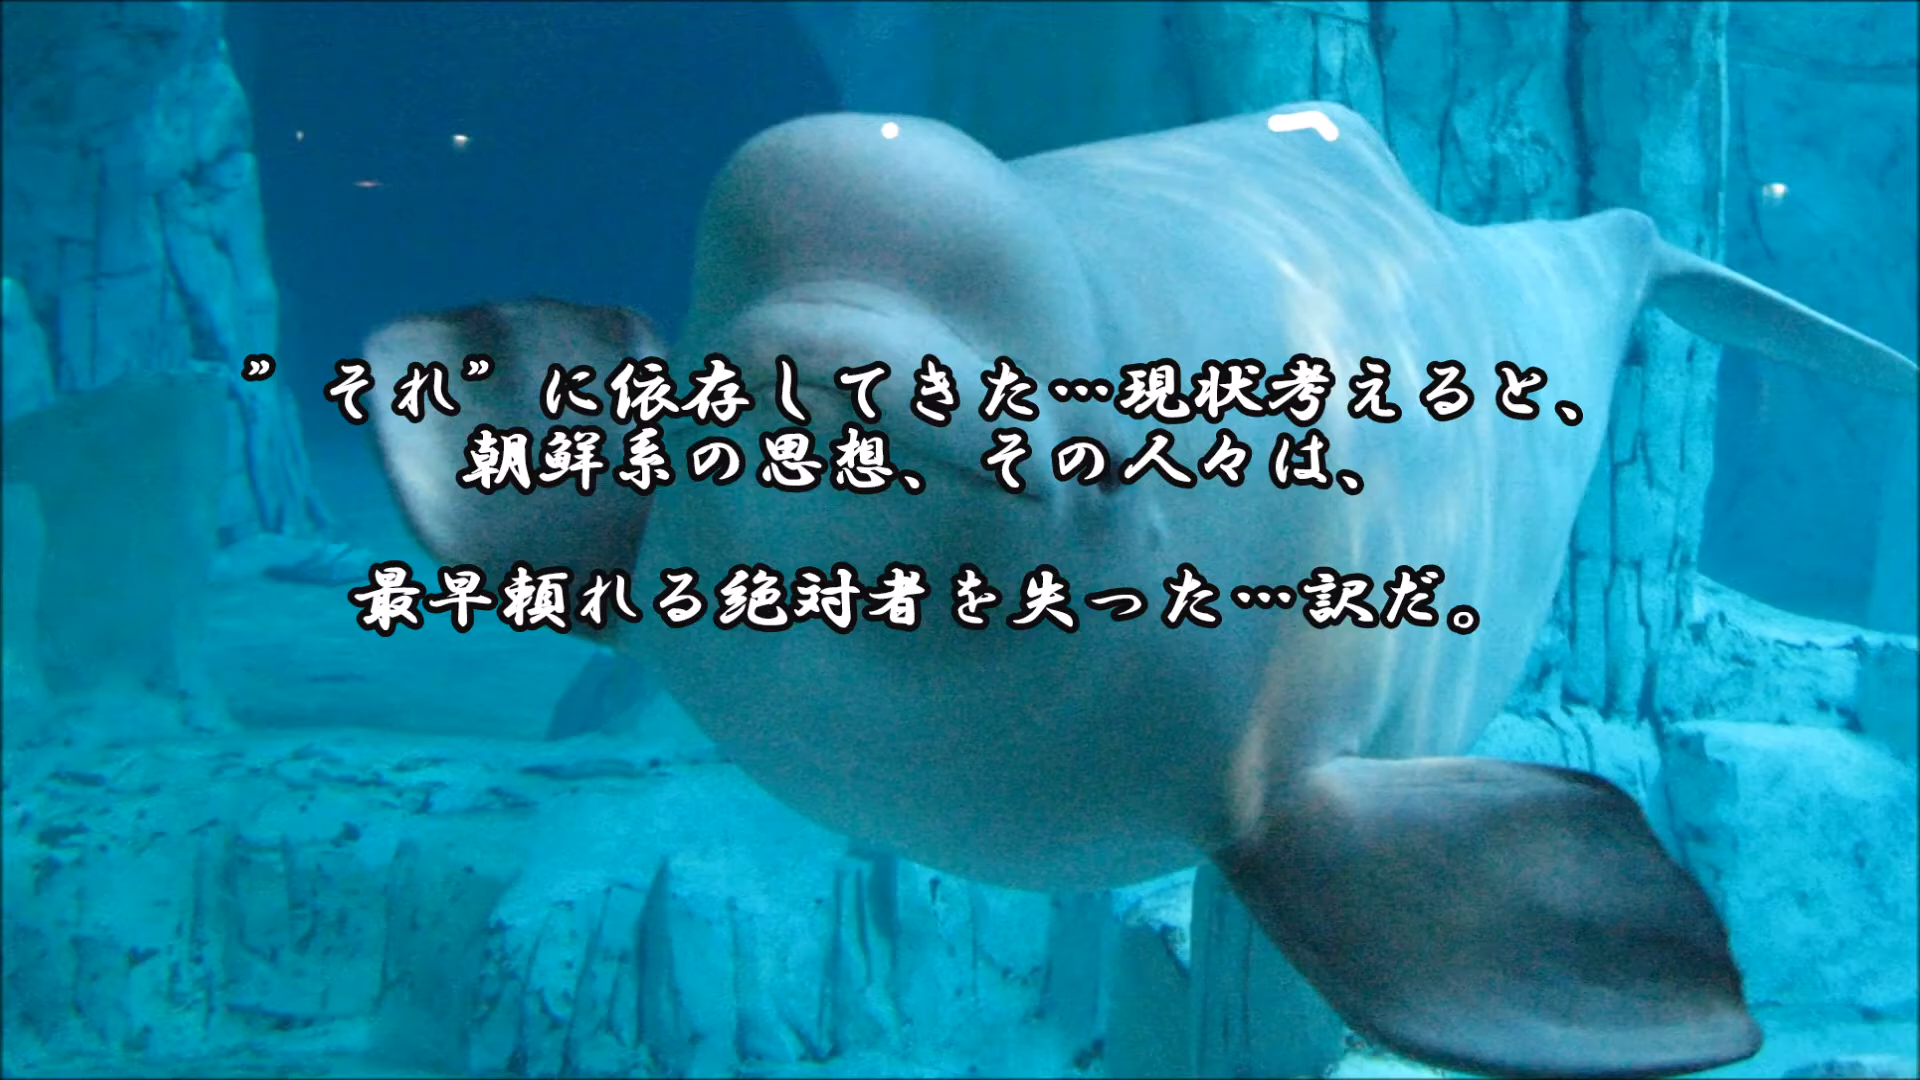 ”それ”に依存してきた…現状考えると、
朝鮮系の思想、その人々は、
最早頼れる絶対者を失った…訳だ。